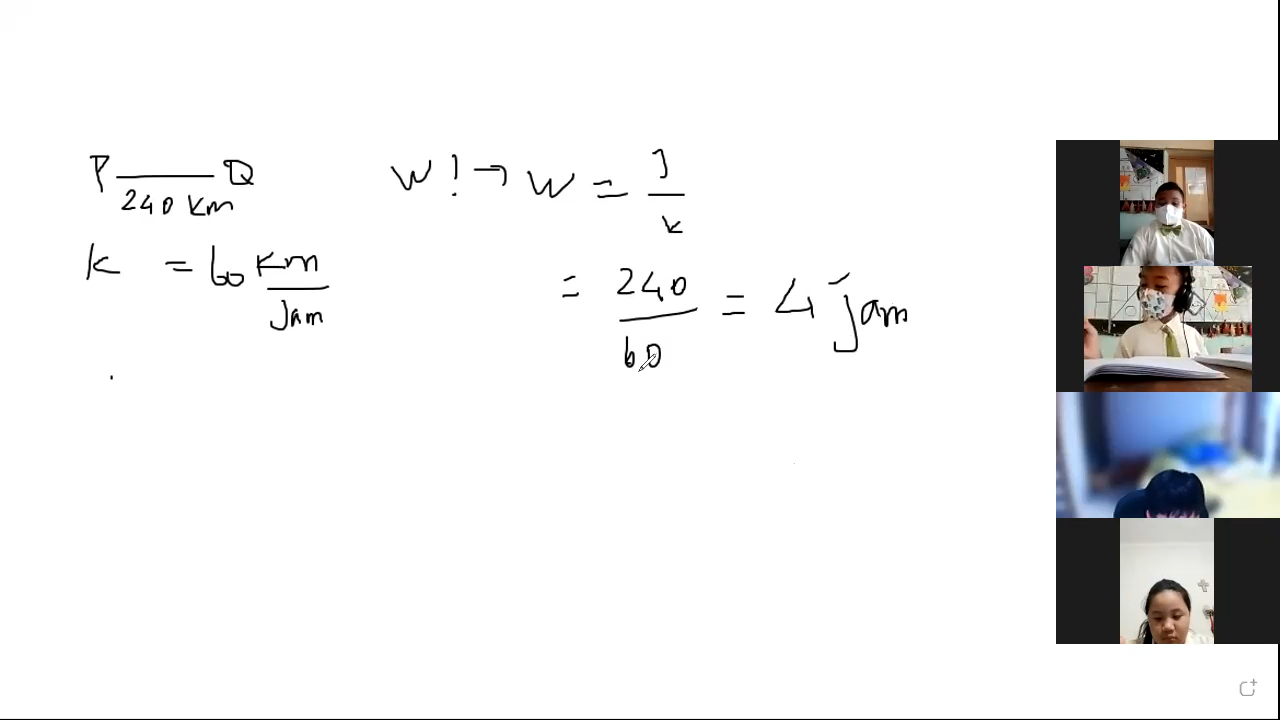 P Q
240 km
K = 60 km
jam
W! → W = J
k
= 240 = 4 jam
60